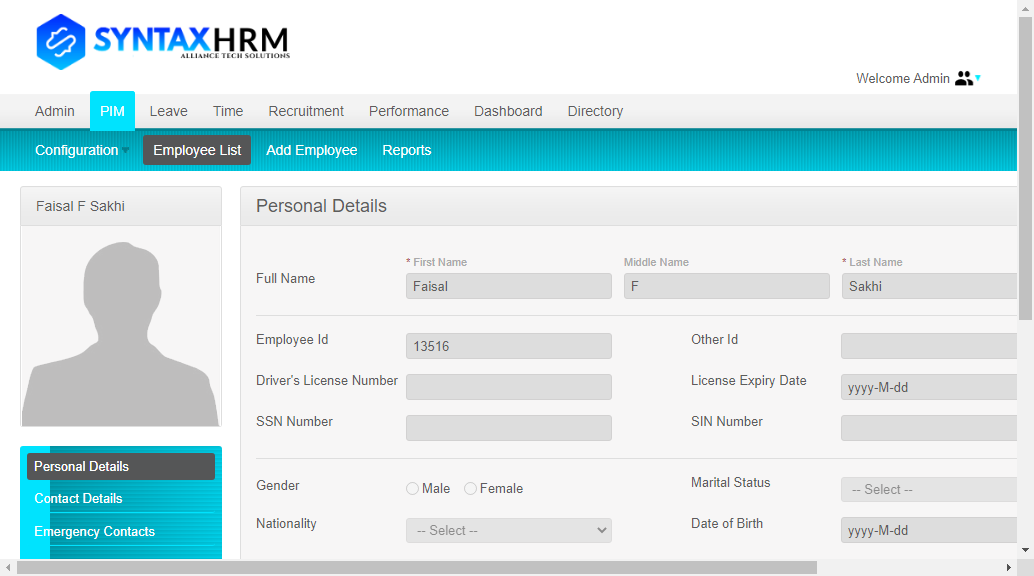 SYNTAXHRM
ALLIANCE TECH SOLUTIONS
Welcome Admin
Admin PIM Leave Time Recruitment Performance Dashboard Directory
Configuration Employee List Add Employee Reports
Faisal F Sakhi
Personal Details
* First Name Middle Name * Last Name
Full Name Faisal F Sakhi
Employee Id 13516 Other Id
Driver's License Number License Expiry Date yyyy-M-dd
SSN Number SIN Number
Gender Male Female Marital Status -- Select --
Nationality -- Select -- Date of Birth yyyy-M-dd
Personal Details
Contact Details
Emergency Contacts